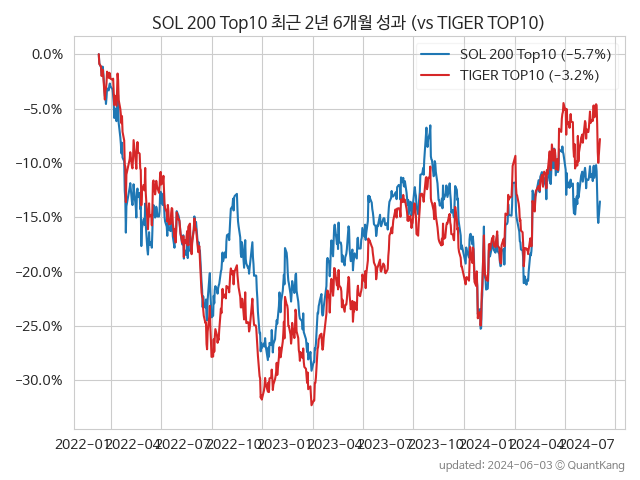 SOL 200 Top10 최근 2년 6개월 성과 (vs TIGER TOP10)
SOL 200 Top10 (−5.7%)
TIGER TOP10 (−3.2%)
0.0%
−5.0%
−10.0%
−15.0%
−20.0%
−25.0%
−30.0%
2022-01 2022-04 2022-07 2022-10 2023-01 2023-04 2023-07 2023-10 2024-01 2024-04 2024-07
updated: 2024-06-03 © QuantKang